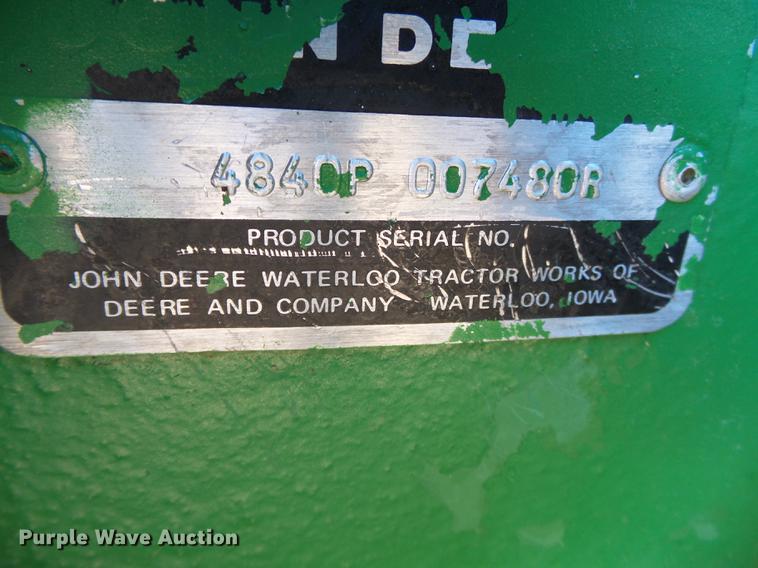 N DE
4840P 007480R
PRODUCT SERIAL NO.
JOHN DEERE WATERLOO TRACTOR WORKS OF
DEERE AND COMPANY WATERLOO, IOWA
Purple Wave Auction